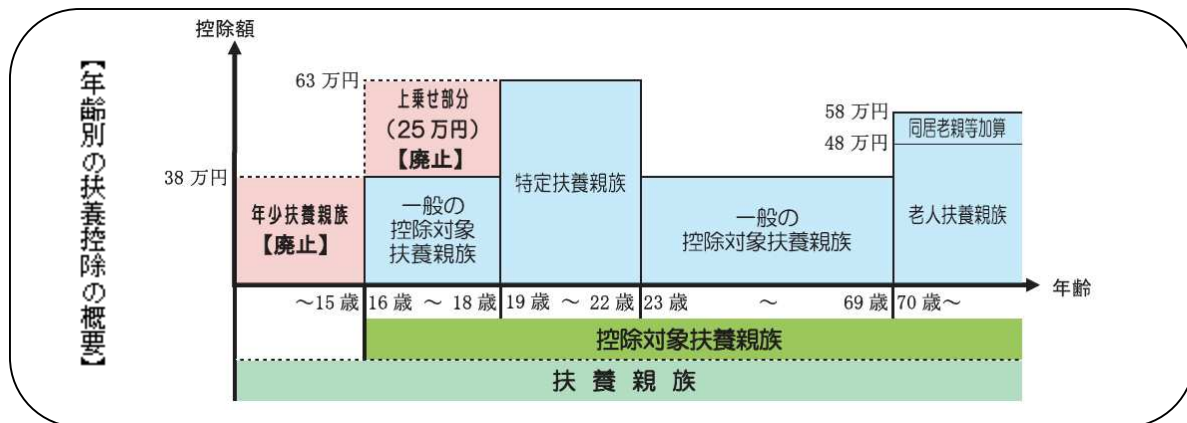 【年齢別の扶養控除の概要】
控除額
63 万円
38 万円
年少扶養親族
【廃止】
上乗せ部分
（25 万円）
【廃止】
一般の
控除対象
扶養親族
特定扶養親族
一般の
控除対象扶養親族
58 万円
48 万円
同居老親等加算
老人扶養親族
～15 歳
16 歳 ～ 18 歳
19 歳 ～ 22 歳
23 歳 ～ 69 歳
70 歳～
年齢
控除対象扶養親族
扶養親族